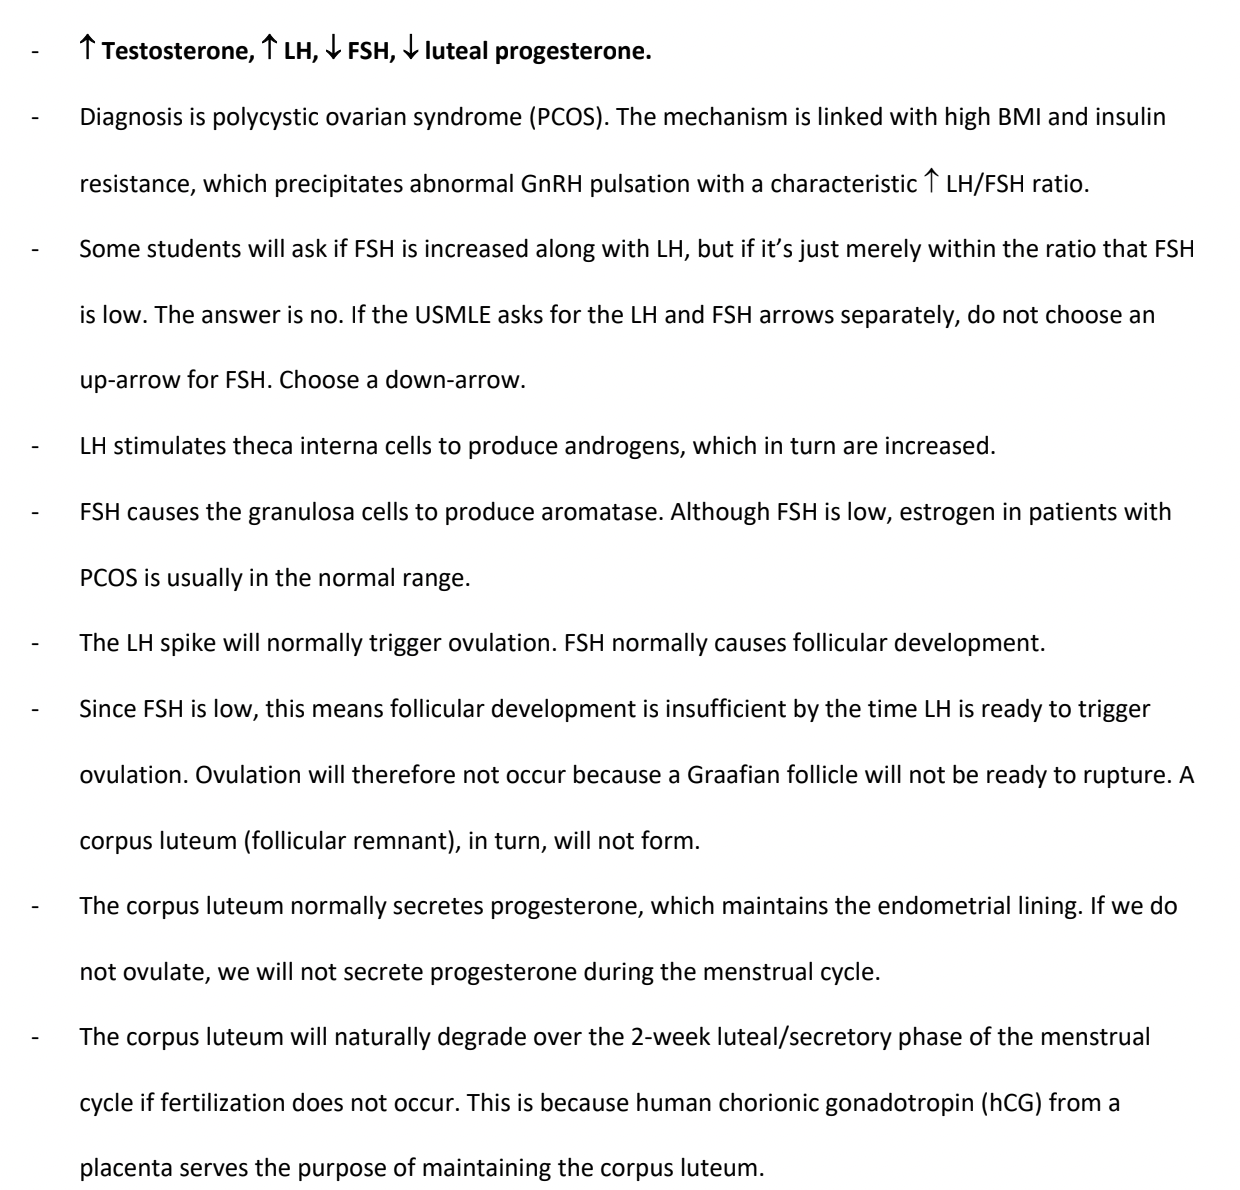 - ↑ Testosterone, ↑ LH, ↓ FSH, ↓ luteal progesterone.
- Diagnosis is polycystic ovarian syndrome (PCOS). The mechanism is linked with high BMI and insulin
resistance, which precipitates abnormal GnRH pulsation with a characteristic ↑ LH/FSH ratio.
- Some students will ask if FSH is increased along with LH, but if it’s just merely within the ratio that FSH
is low. The answer is no. If the USMLE asks for the LH and FSH arrows separately, do not choose an
up-arrow for FSH. Choose a down-arrow.
- LH stimulates theca interna cells to produce androgens, which in turn are increased.
- FSH causes the granulosa cells to produce aromatase. Although FSH is low, estrogen in patients with
PCOS is usually in the normal range.
- The LH spike will normally trigger ovulation. FSH normally causes follicular development.
- Since FSH is low, this means follicular development is insufficient by the time LH is ready to trigger
ovulation. Ovulation will therefore not occur because a Graafian follicle will not be ready to rupture. A
corpus luteum (follicular remnant), in turn, will not form.
- The corpus luteum normally secretes progesterone, which maintains the endometrial lining. If we do
not ovulate, we will not secrete progesterone during the menstrual cycle.
- The corpus luteum will naturally degrade over the 2-week luteal/secretory phase of the menstrual
cycle if fertilization does not occur. This is because human chorionic gonadotropin (hCG) from a
placenta serves the purpose of maintaining the corpus luteum.